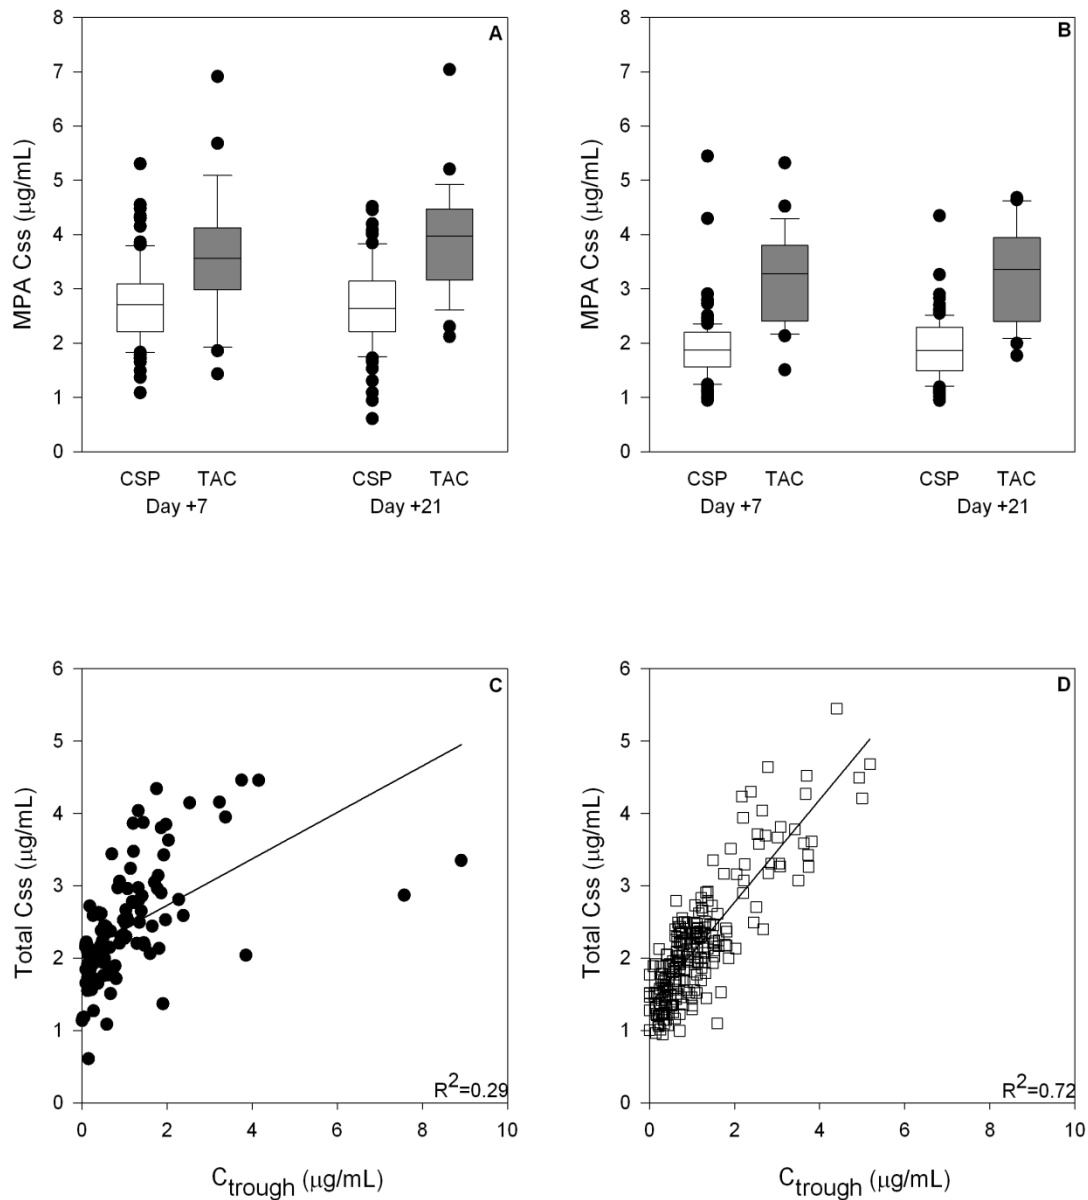 A
8
7
6
5
4
3
2
1
0
MPA Css (μg/mL)
CSP TAC CSP TAC
Day +7 Day +21
B
8
7
6
5
4
3
2
1
0
MPA Css (μg/mL)
CSP TAC CSP TAC
Day +7 Day +21
C
6
5
4
3
2
1
0
Total Css (μg/mL)
R²=0.29
0 2 4 6 8 10
C_trough (μg/mL)
D
6
5
4
3
2
1
0
Total Css (μg/mL)
R²=0.72
0 2 4 6 8 10
C_trough (μg/mL)